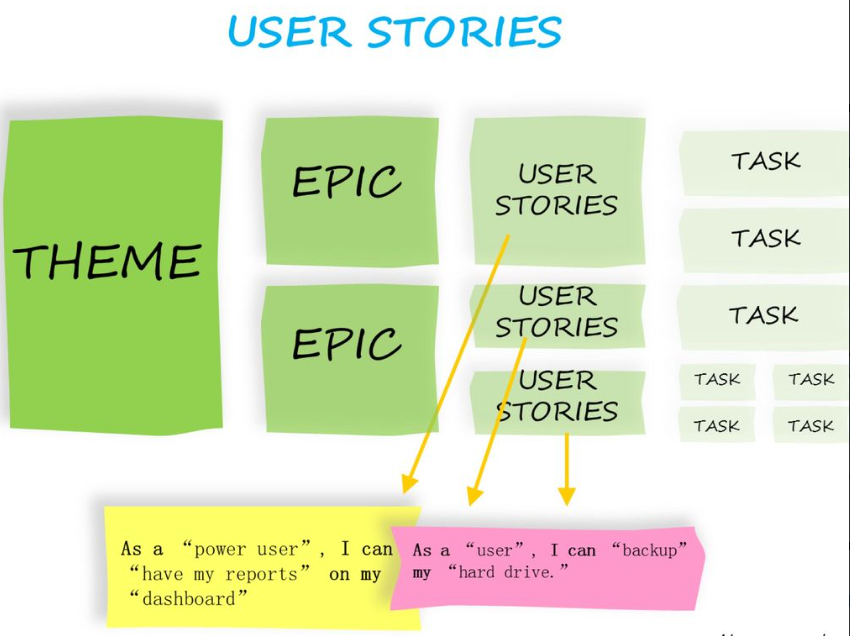 USER STORIES
THEME
EPIC
EPIC
USER
STORIES
USER
STORIES
USER
STORIES
TASK
TASK
TASK
TASK TASK
TASK TASK
As a “power user”, I can
“have my reports” on my
“dashboard”
As a “user”, I can “backup”
my “hard drive.”